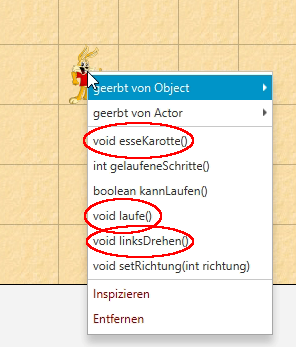 geerbt von Object
geerbt von Actor
void esseKarotte()
int gelaufeneSchritte()
boolean kannLaufen()
void laufe()
void linksDrehen()
void setRichtung(int richtung)
Inspizieren
Entfernen